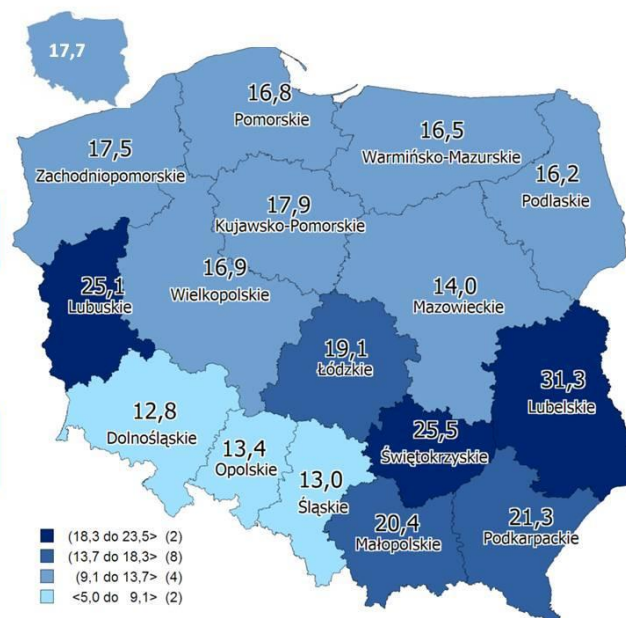 17,7
16,8
Pomorskie
16,5
Warmińsko-Mazurskie
17,5
Zachodniopomorskie
16,2
Podlaskie
17,9
Kujawsko-Pomorskie
25,1
Lubuskie
16,9
Wielkopolskie
14,0
Mazowieckie
19,1
Łódzkie
31,3
Lubelskie
12,8
Dolnośląskie
13,4
Opolskie
13,0
Śląskie
25,5
Świętokrzyskie
20,4
Małopolskie
21,3
Podkarpackie
(18,3 do 23,5> (2)
(13,7 do 18,3> (8)
(9,1 do 13,7> (4)
<5,0 do 9,1> (2)